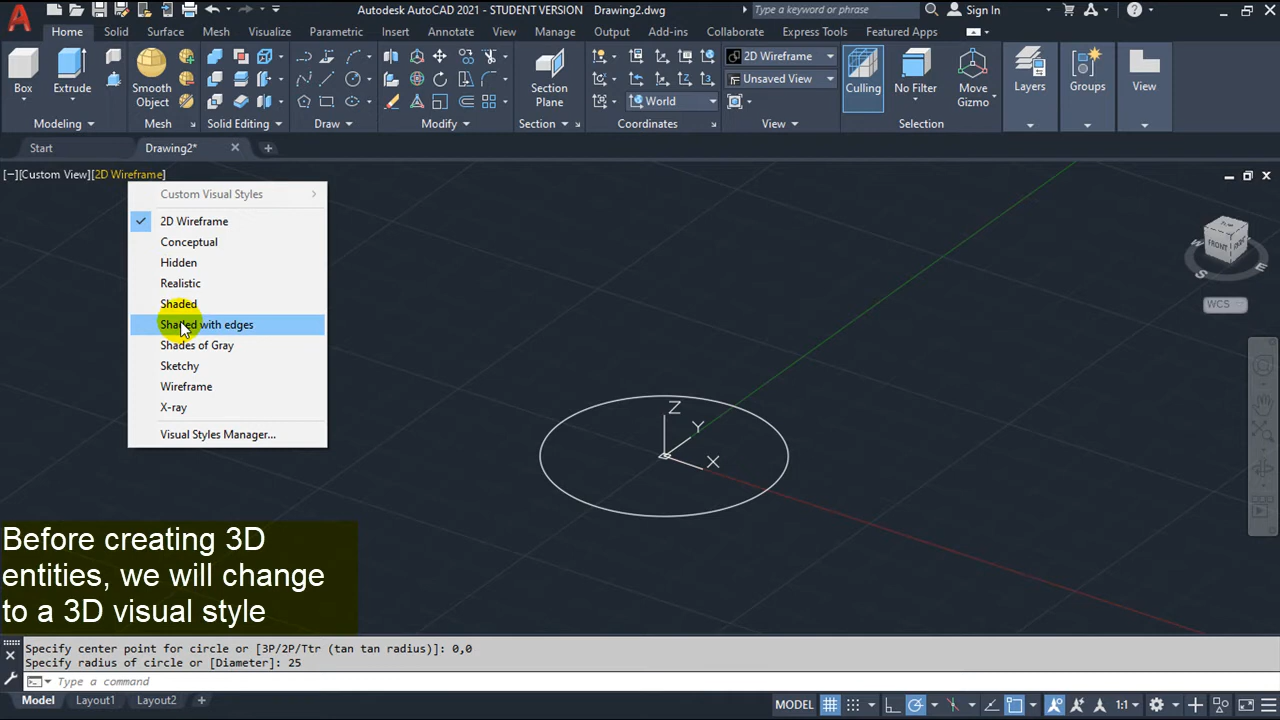 Autodesk AutoCAD 2021 - STUDENT VERSION Drawing2.dwg
Type a keyword or phrase
Sign In
Home Solid Surface Mesh Visualize Parametric Insert Annotate View Manage Output Add-ins Collaborate Express Tools Featured Apps
Box
Extrude
Smooth
Object
Section
Plane
2D Wireframe
Unsaved View
World
Culling
No Filter
Move
Gizmo
Layers
Groups
View
Modeling
Mesh
Solid Editing
Draw
Modify
Section
Coordinates
View
Selection
Start
Drawing2*
[−][Custom View][2D Wireframe]
Custom Visual Styles
2D Wireframe
Conceptual
Hidden
Realistic
Shaded
Shaded with edges
Shades of Gray
Sketchy
Wireframe
X-ray
Visual Styles Manager...
TOP
FRONT
W
S
E
WCS
Z
Y
X
Before creating 3D
entities, we will change
to a 3D visual style
Specify center point for circle or [3P/2P/Ttr (tan tan radius)]: 0,0
Specify radius of circle or [Diameter]: 25
Type a command
Model Layout1 Layout2
MODEL
1:1